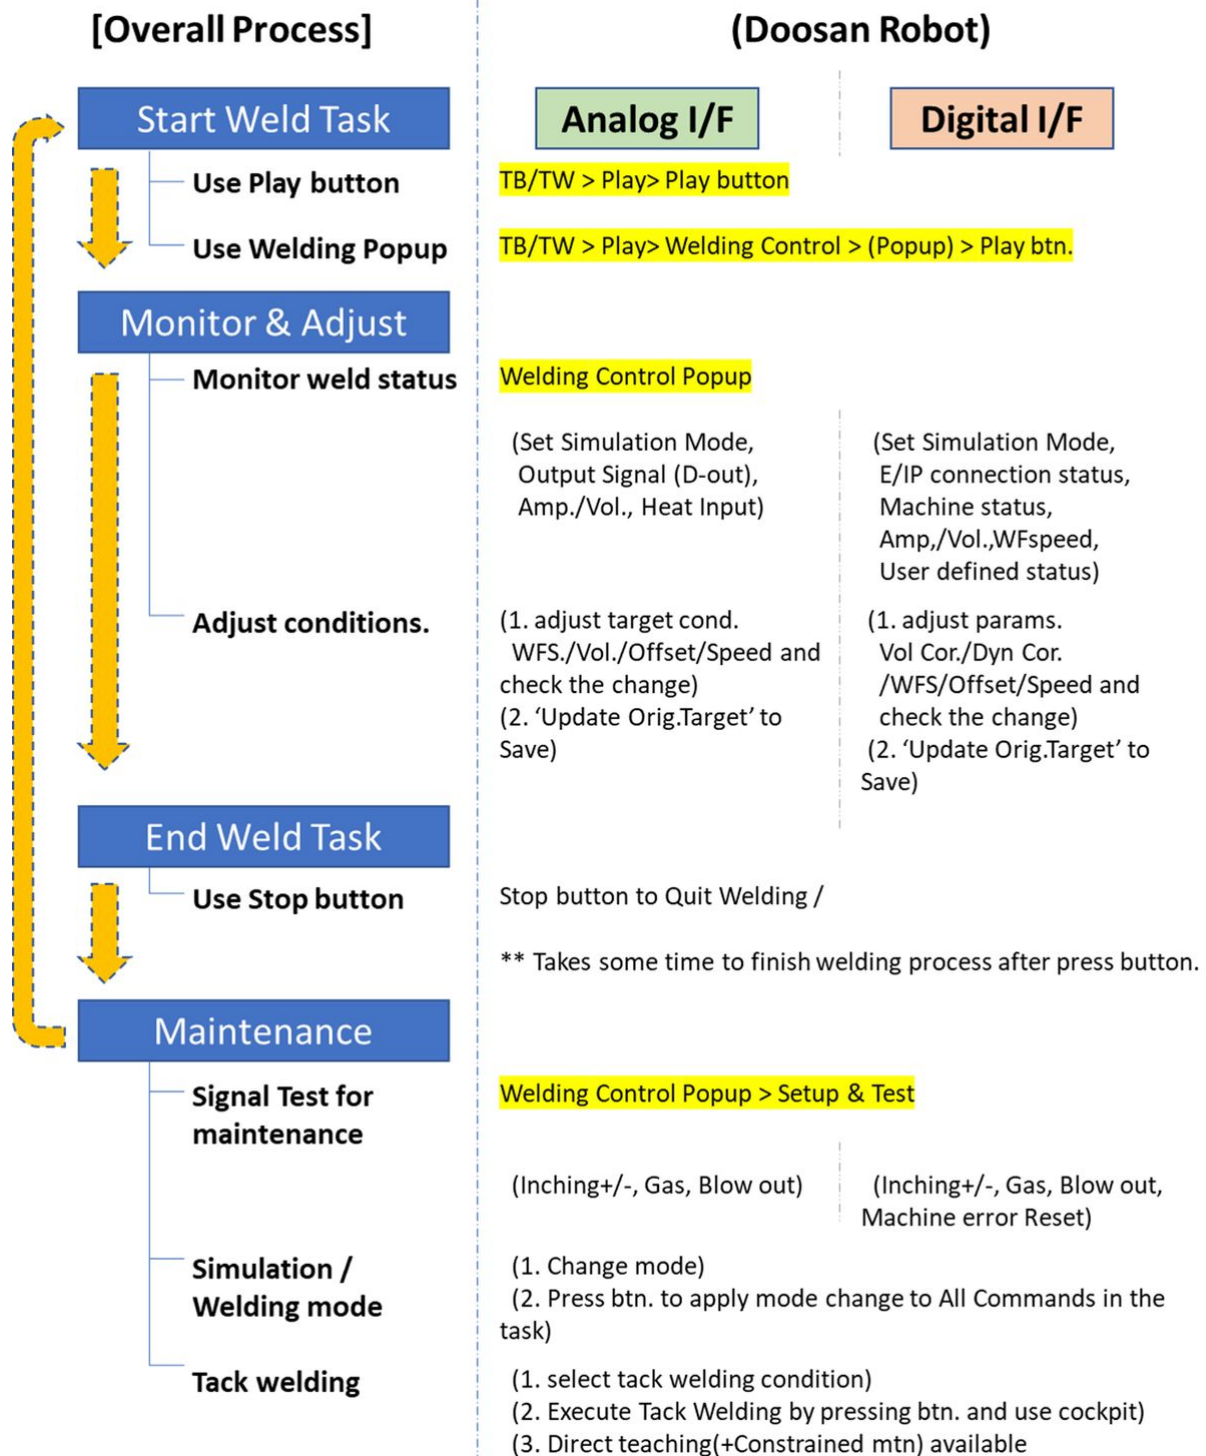 [Overall Process]
(Doosan Robot)
Start Weld Task
Analog I/F
Digital I/F
Use Play button
TB/TW > Play> Play button
Use Welding Popup
TB/TW > Play> Welding Control > (Popup) > Play btn.
Monitor & Adjust
Monitor weld status
Welding Control Popup
(Set Simulation Mode,
Output Signal (D-out),
Amp./Vol., Heat Input)
(Set Simulation Mode,
E/IP connection status,
Machine status,
Amp,/Vol.,WFspeed,
User defined status)
Adjust conditions.
(1. adjust target cond.
WFS./Vol./Offset/Speed and
check the change)
(2. ‘Update Orig.Target’ to
Save)
(1. adjust params.
Vol Cor./Dyn Cor.
/WFS/Offset/Speed and
check the change)
(2. ‘Update Orig.Target’ to
Save)
End Weld Task
Use Stop button
Stop button to Quit Welding /
** Takes some time to finish welding process after press button.
Maintenance
Signal Test for
maintenance
Welding Control Popup > Setup & Test
(Inching+/-, Gas, Blow out)
(Inching+/-, Gas, Blow out,
Machine error Reset)
Simulation /
Welding mode
(1. Change mode)
(2. Press btn. to apply mode change to All Commands in the
task)
Tack welding
(1. select tack welding condition)
(2. Execute Tack Welding by pressing btn. and use cockpit)
(3. Direct teaching(+Constrained mtn) available